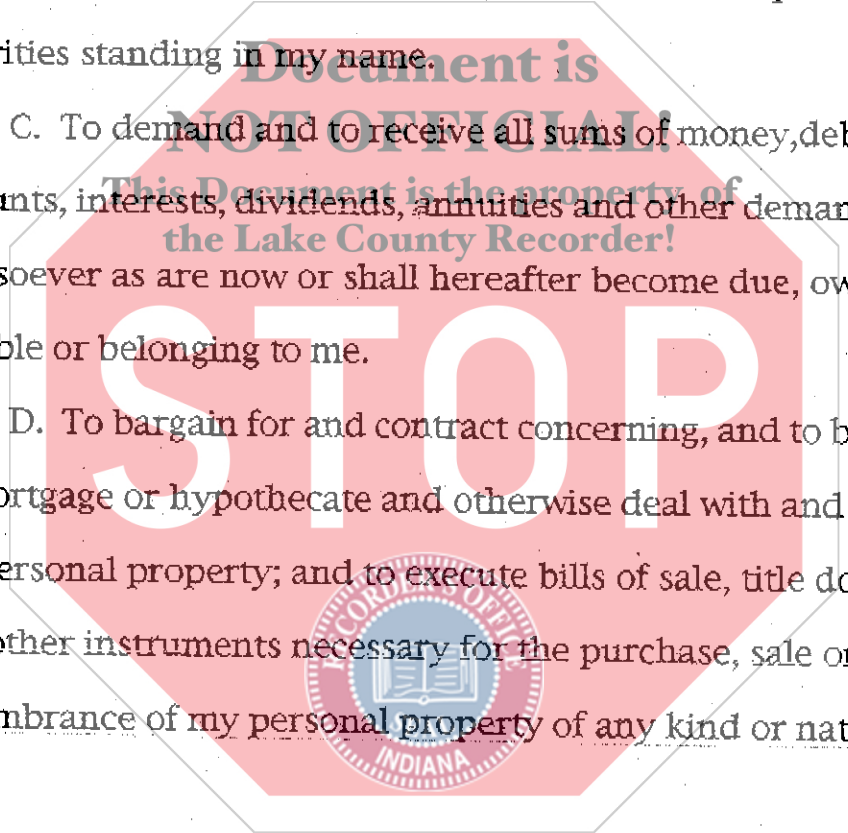 rities standing in my name.
Document is
NOT OFFICIAL!
C. To demand and to receive all sums of money,deb
This Document is the property of
unts, interests, dividends, annuities and other deman
the Lake County Recorder!
soever as are now or shall hereafter become due, ow
ble or belonging to me.
STOP
D. To bargain for and contract concerning, and to b
ortgage or hypothecate and otherwise deal with and
ersonal property; and to execute bills of sale, title do
other instruments necessary for the purchase, sale or
mbrance of my personal property of any kind or nat
RECORDER'S OFFICE
SEAL
INDIANA